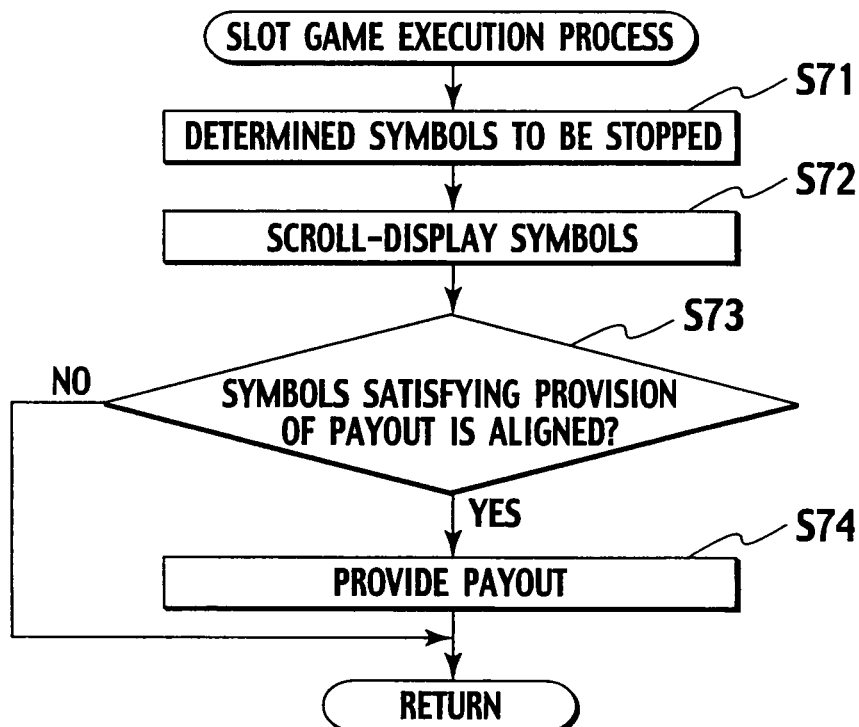 SLOT GAME EXECUTION PROCESS
S71
DETERMINED SYMBOLS TO BE STOPPED
S72
SCROLL-DISPLAY SYMBOLS
S73
NO
SYMBOLS SATISFYING PROVISION
OF PAYOUT IS ALIGNED?
YES
S74
PROVIDE PAYOUT
RETURN